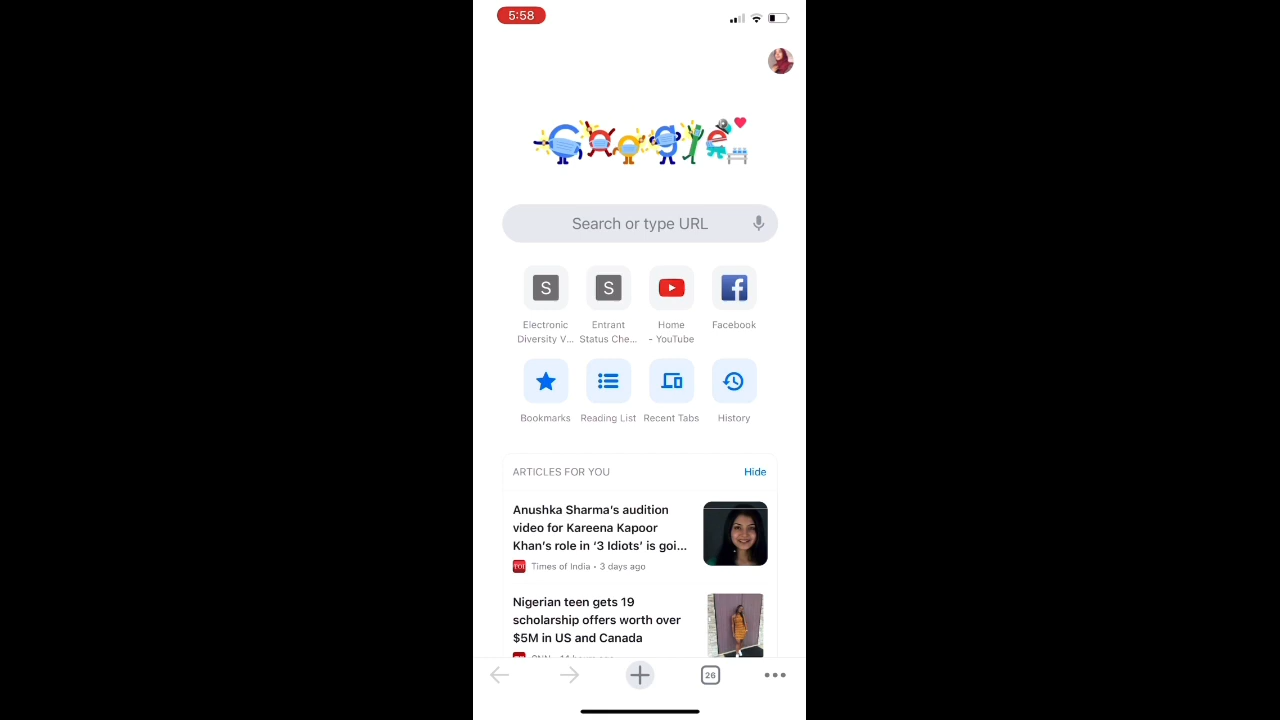 5:58
Google
Search or type URL
S
S
Electronic
Diversity V...
Entrant
Status Che...
Home
- YouTube
Facebook
Bookmarks
Reading List
Recent Tabs
History
ARTICLES FOR YOU
Hide
Anushka Sharma's audition
video for Kareena Kapoor
Khan's role in '3 Idiots' is goi...
TOI Times of India • 3 days ago
Nigerian teen gets 19
scholarship offers worth over
$5M in US and Canada
26